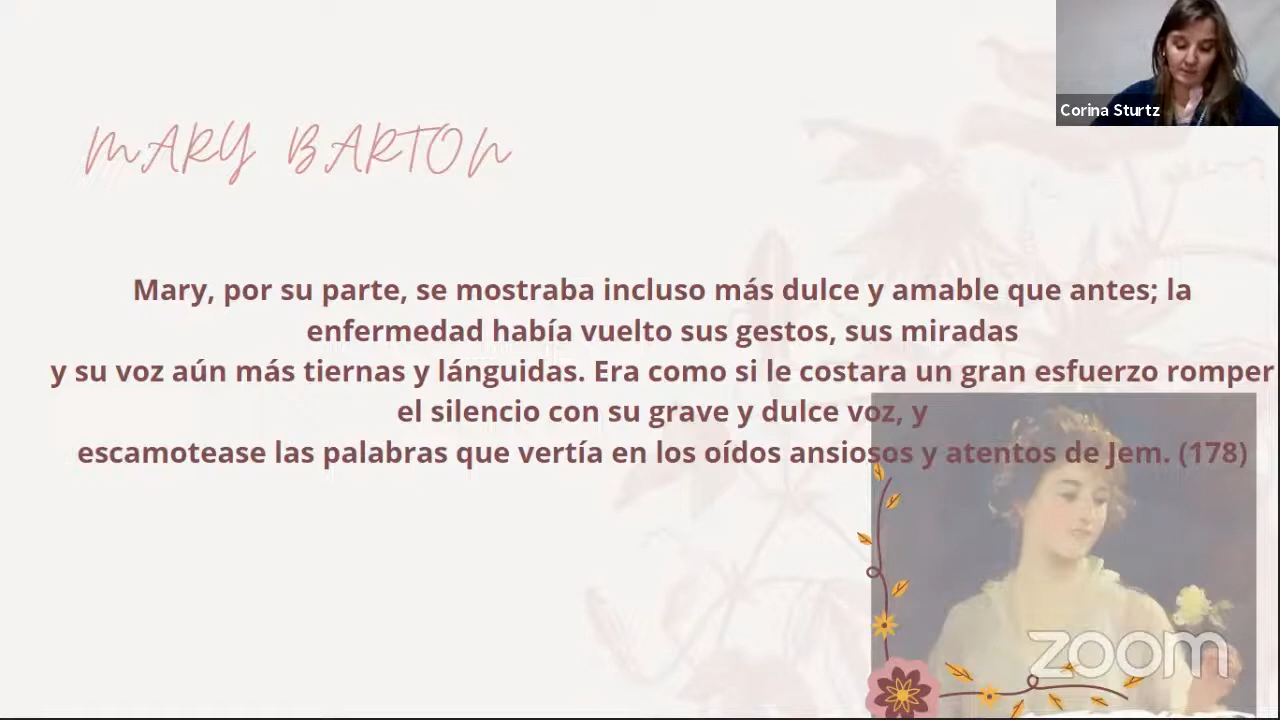 Corina Sturtz
MARY BARTON
Mary, por su parte, se mostraba incluso más dulce y amable que antes; la
enfermedad había vuelto sus gestos, sus miradas
y su voz aún más tiernas y lánguidas. Era como si le costara un gran esfuerzo romper
el silencio con su grave y dulce voz, y
escamotease las palabras que vertía en los oídos ansiosos y atentos de Jem. (178)
zoom